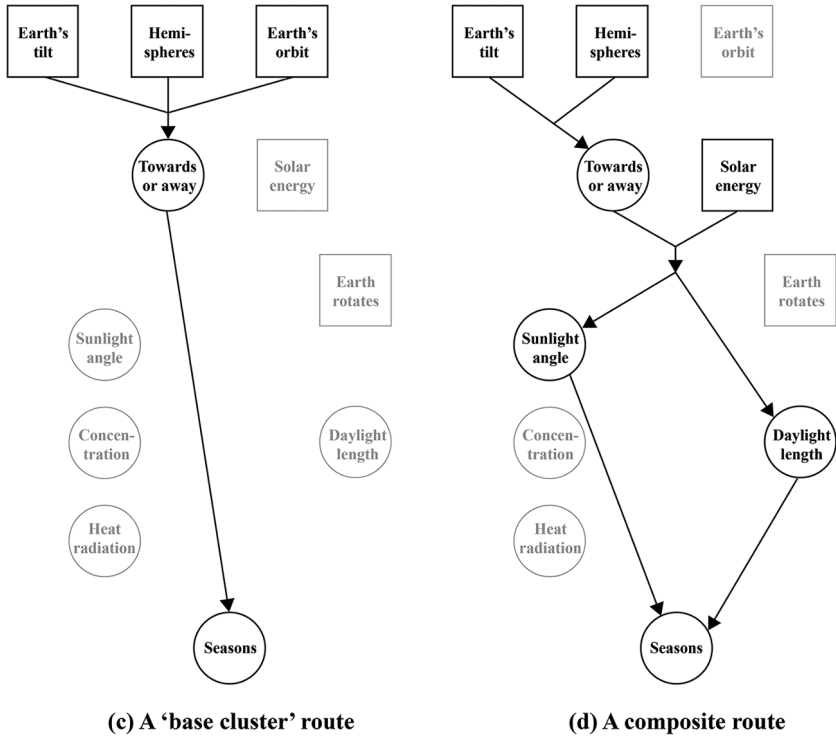 Earth's
tilt
Hemi-
spheres
Earth's
orbit
Towards
or away
Solar
energy
Earth
rotates
Sunlight
angle
Concen-
tration
Daylight
length
Heat
radiation
Seasons
(c) A 'base cluster' route
Earth's
tilt
Hemi-
spheres
Earth's
orbit
Towards
or away
Solar
energy
Earth
rotates
Sunlight
angle
Concen-
tration
Daylight
length
Heat
radiation
Seasons
(d) A composite route